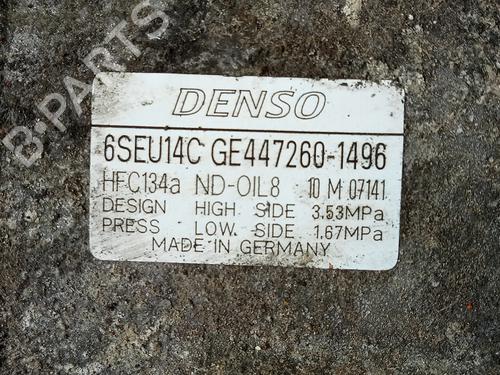 B-PARTS
DENSO
6SEU14C GE447260-1496
HFC134a ND-OIL8 10 M 07141
DESIGN HIGH SIDE 3.53MPa
PRESS LOW SIDE 1.67MPa
MADE IN GERMANY